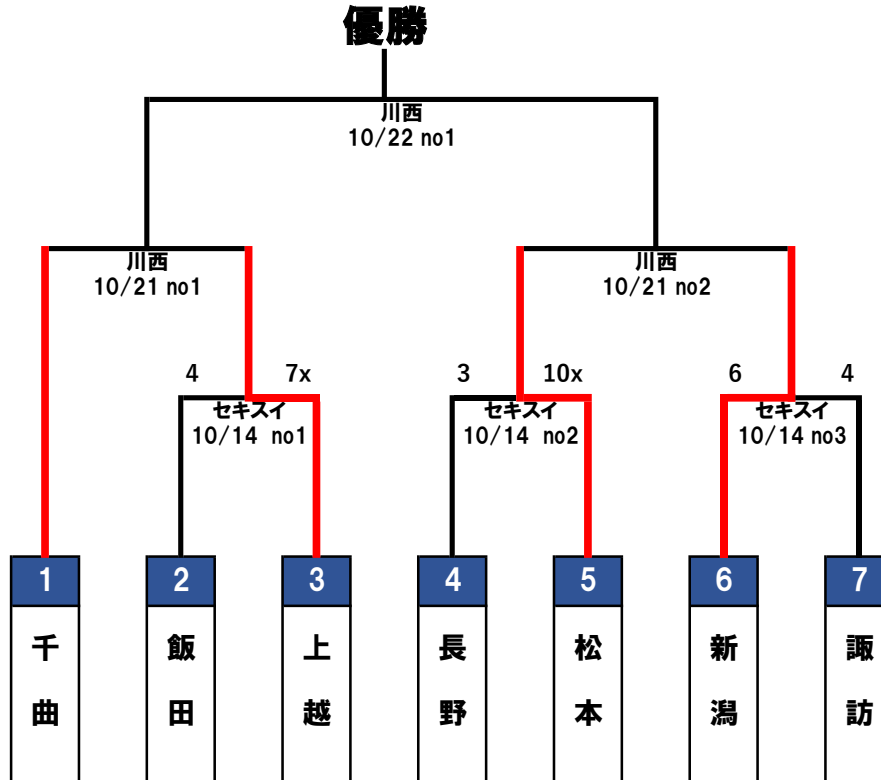 優勝
川西
10/22 no1
川西
10/21 no1
川西
10/21 no2
4
7x
3
10x
6
4
セキスイ
10/14 no1
セキスイ
10/14 no2
セキスイ
10/14 no3
1
2
3
4
5
6
7
千曲
飯田
上越
長野
松本
新潟
諏訪